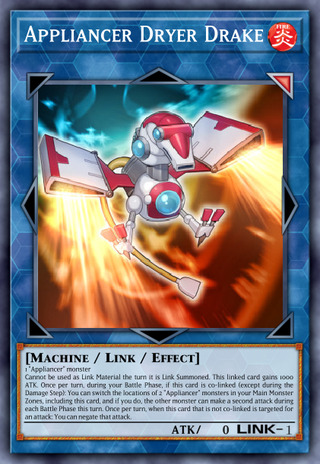 Appliancer Dryer Drake
FIRE
炎
[Machine / Link / Effect]
1 "Appliancer" monster
Cannot be used as Link Material the turn it is Link Summoned. This linked card gains 1000
ATK. Once per turn, during your Battle Phase, if this card is co-linked (except during the
Damage Step): You can switch the locations of 2 "Appliancer" monsters in your Main Monster
Zones, including this card, and if you do, the other monster can make a second attack during
each Battle Phase this turn. Once per turn, when this card that is not co-linked is targeted for
an attack: You can negate that attack.
ATK/ 0 LINK-1